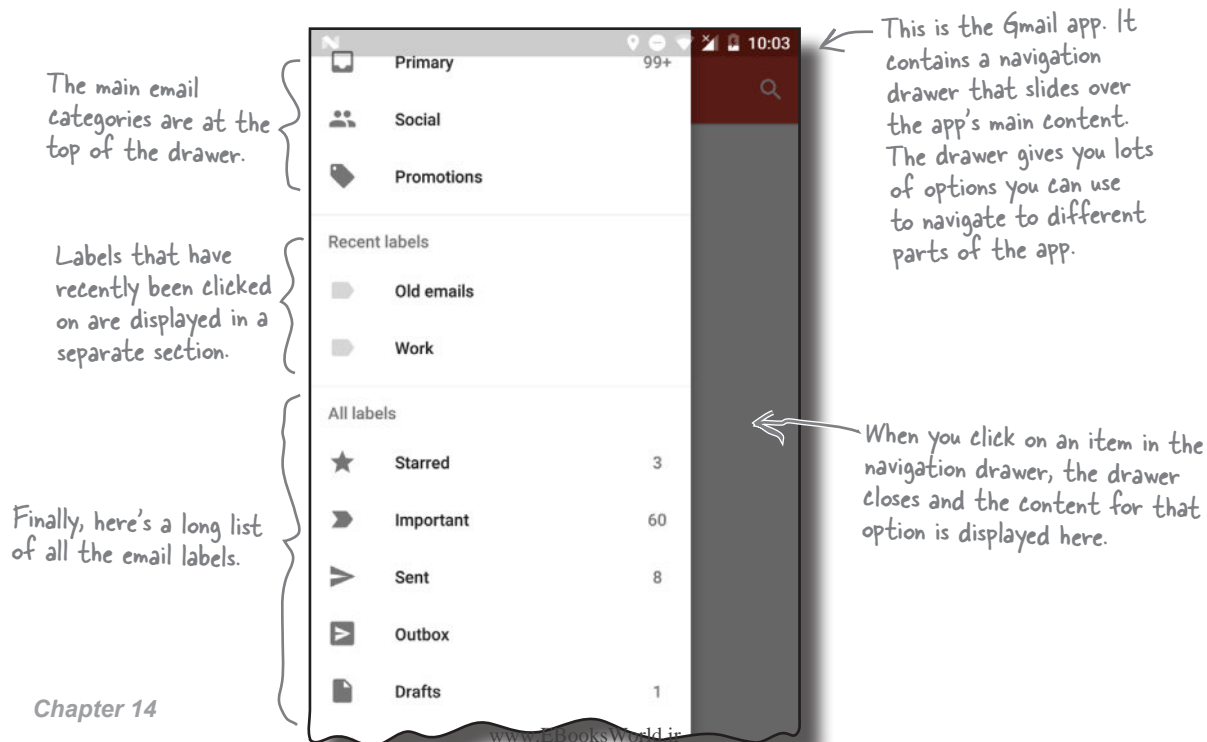 10:03
Primary
99+
Social
Promotions
Recent labels
Old emails
Work
All labels
Starred
3
Important
60
Sent
8
Outbox
Drafts
1
The main email
categories are at the
top of the drawer.
Labels that have
recently been clicked
on are displayed in a
separate section.
Finally, here's a long list
of all the email labels.
This is the Gmail app. It
contains a navigation
drawer that slides over
the app's main content.
The drawer gives you lots
of options you can use
to navigate to different
parts of the app.
When you click on an item in the
navigation drawer, the drawer
closes and the content for that
option is displayed here.
Chapter 14
www.EBooksWorld.ir